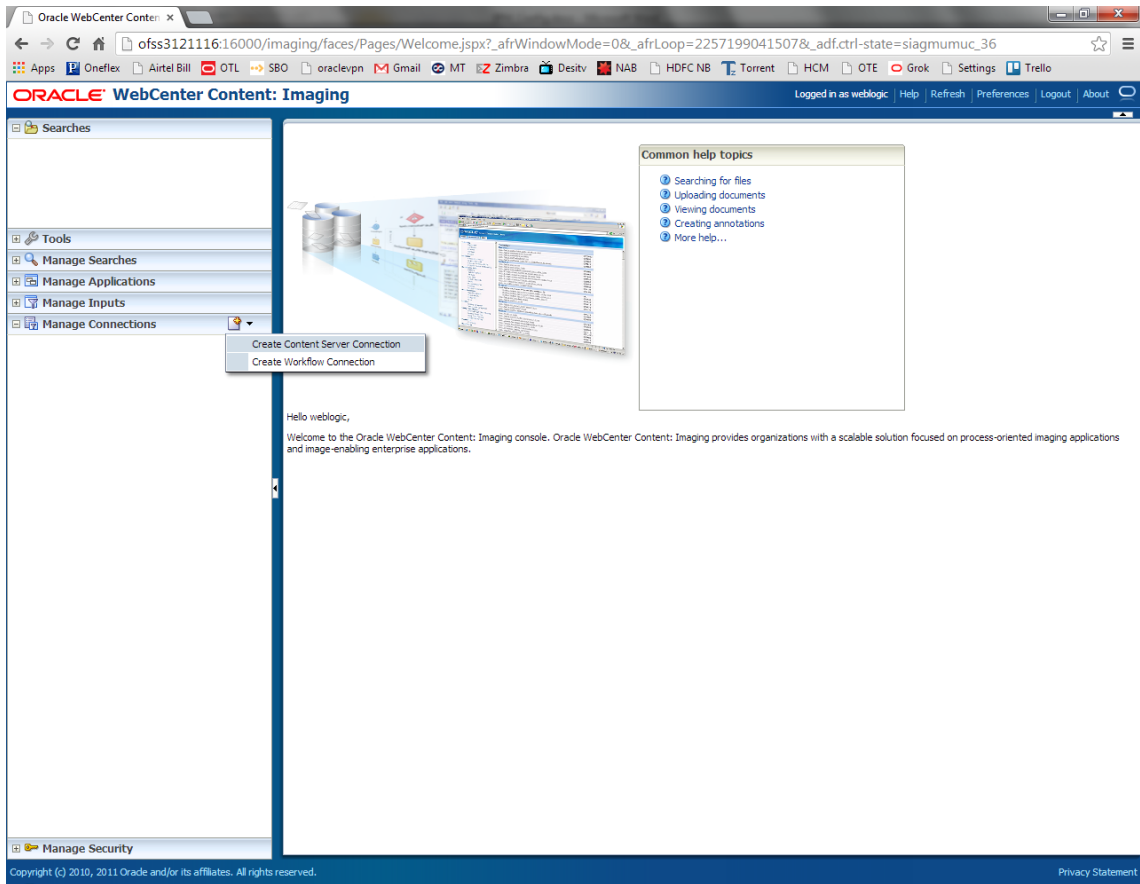 Oracle WebCenter Conten ×
ofss3121116:16000/imaging/faces/Pages/Welcome.jspx?_afrWindowMode=0&_afrLoop=2257199041507&_adf.ctrl-state=siagmumuc_36
Apps Oneflex Airtel Bill OTL SBO oraclevpn Gmail MT Zimbra Desitv NAB HDFC NB Torrent HCM OTE Grok Settings Trello
ORACLE WebCenter Content: Imaging
Logged in as weblogic | Help | Refresh | Preferences | Logout | About
Searches
Tools
Manage Searches
Manage Applications
Manage Inputs
Manage Connections
Create Content Server Connection
Create Workflow Connection
Common help topics
Searching for files
Uploading documents
Viewing documents
Creating annotations
More help...
Hello weblogic,
Welcome to the Oracle WebCenter Content: Imaging console. Oracle WebCenter Content: Imaging provides organizations with a scalable solution focused on process-oriented imaging applications
and image-enabling enterprise applications.
Manage Security
Copyright (c) 2010, 2011 Oracle and/or its affiliates. All rights reserved.
Privacy Statement